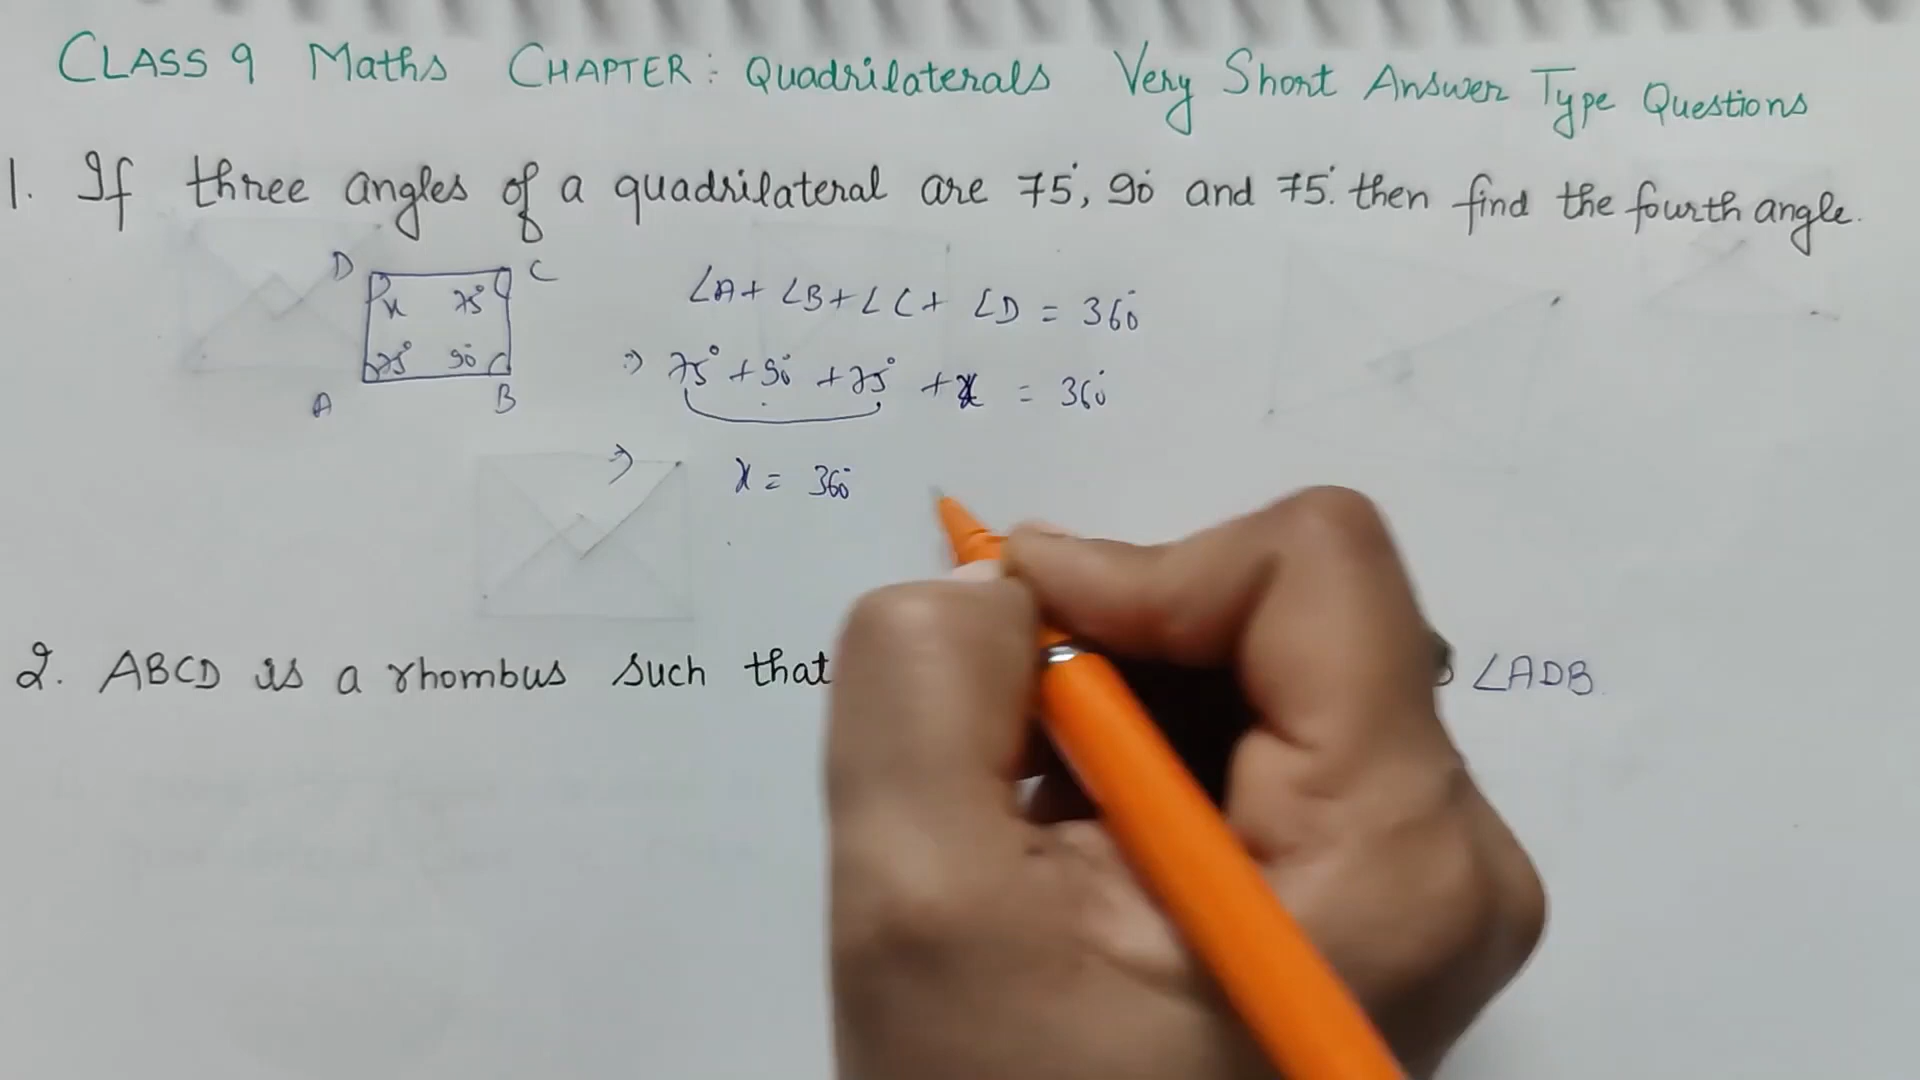 CLASS 9 Maths CHAPTER: Quadrilaterals Very Short Answer Type Questions
1. If three angles of a quadrilateral are 75°, 90° and 75°. then find the fourth angle.
D C
x 75°
75° 90°
A B
∠A + ∠B + ∠C + ∠D = 360°
⇒ 75° + 90° + 75° + x = 360°
⇒ x = 360°
2. ABCD is a rhombus such that ∠ADB